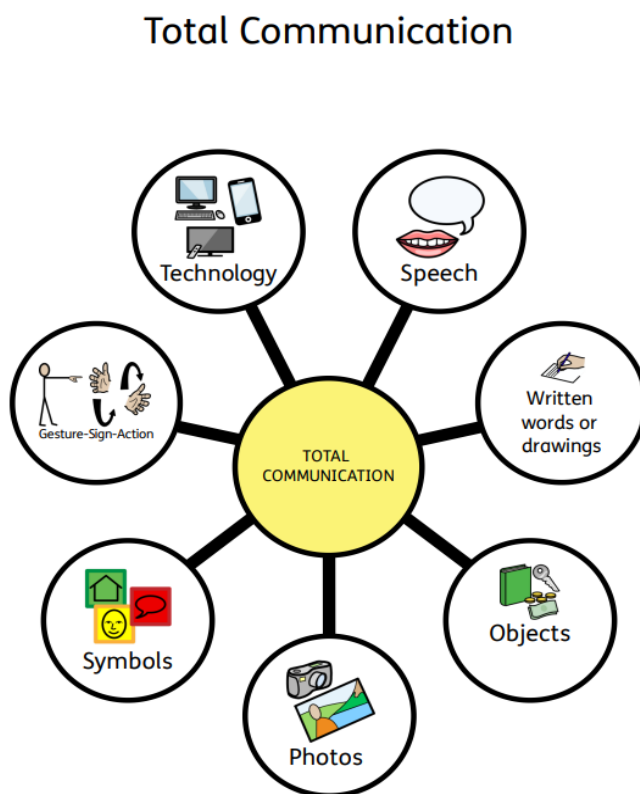 Total Communication
Technology
Speech
Gesture-Sign-Action
Written
words or
drawings
TOTAL
COMMUNICATION
Symbols
Objects
Photos